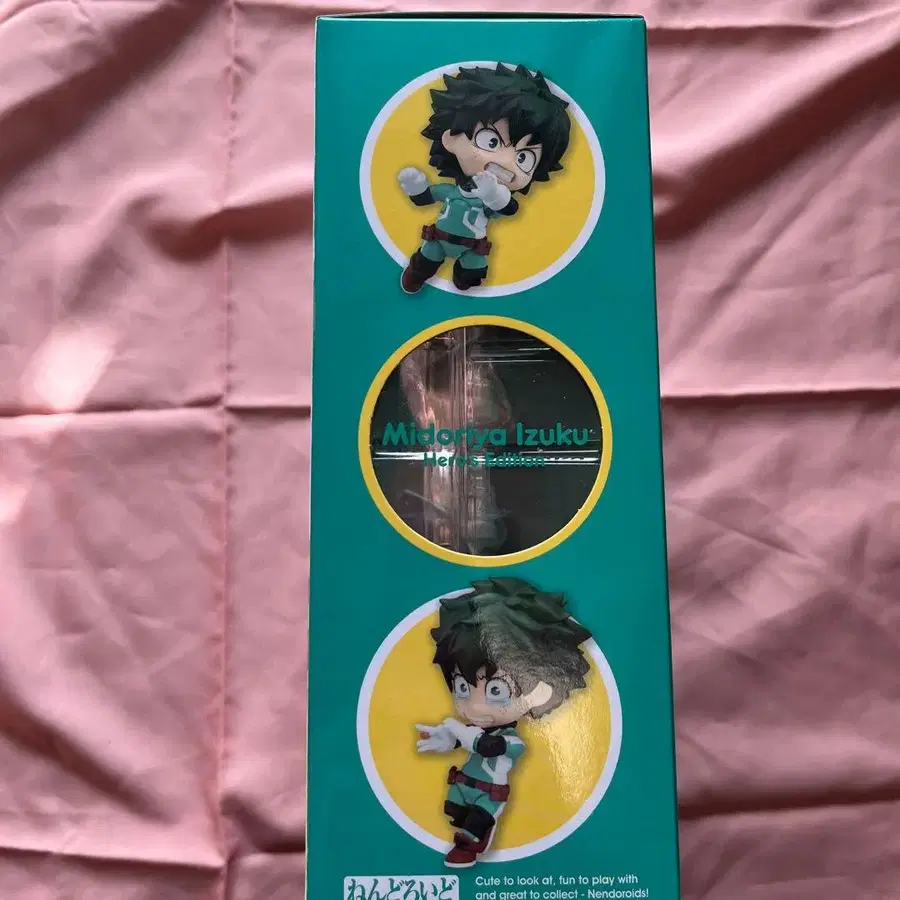 Midoriya Izuku
Hero's Edition
ねんどろいど
Cute to look at, fun to play with
and great to collect - Nendoroids!